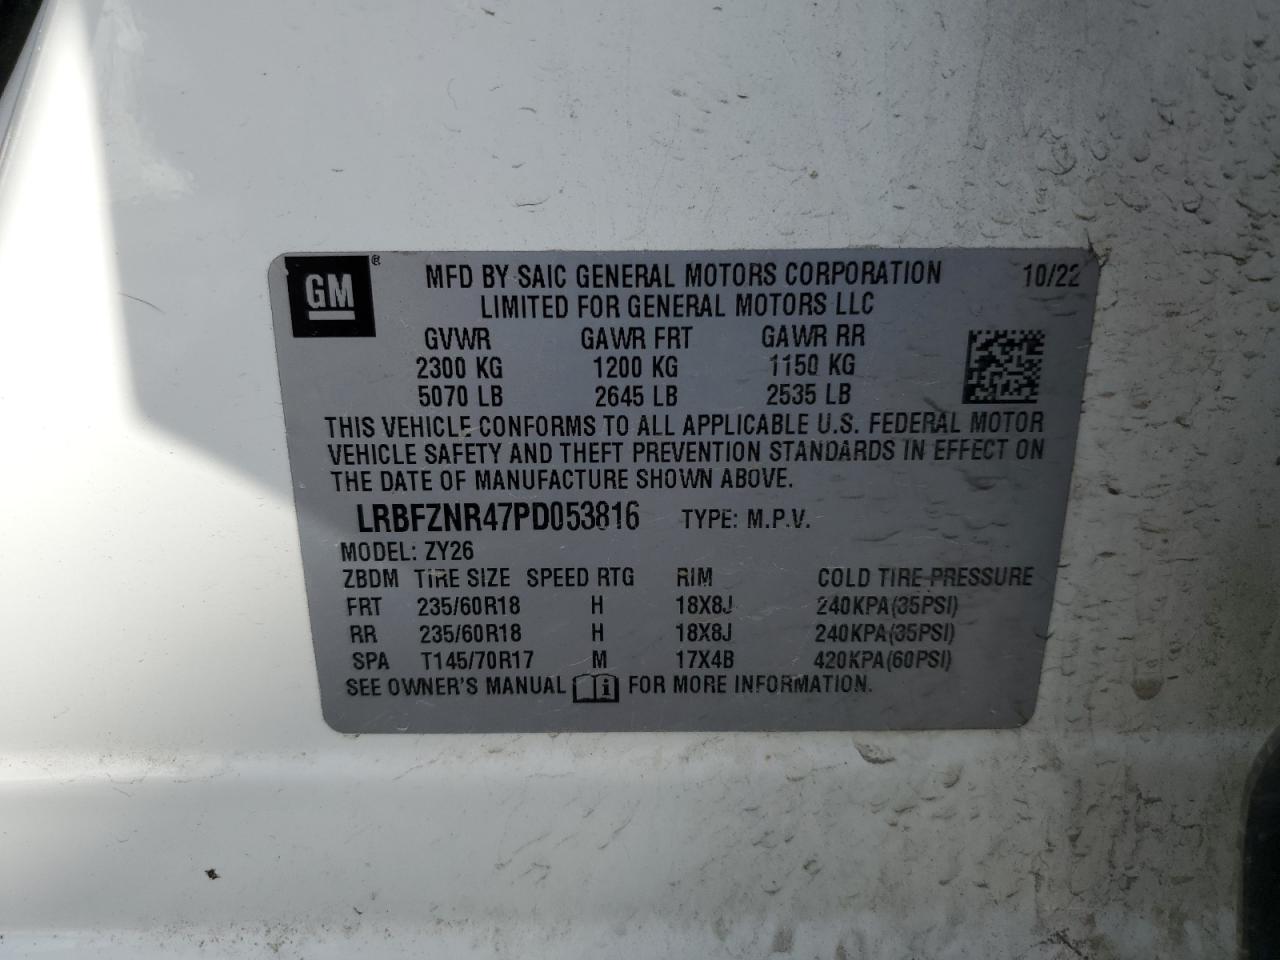 GM ®
MFD BY SAIC GENERAL MOTORS CORPORATION 10/22
LIMITED FOR GENERAL MOTORS LLC
GVWR GAWR FRT GAWR RR
2300 KG 1200 KG 1150 KG
5070 LB 2645 LB 2535 LB
THIS VEHICLE CONFORMS TO ALL APPLICABLE U.S. FEDERAL MOTOR
VEHICLE SAFETY AND THEFT PREVENTION STANDARDS IN EFFECT ON
THE DATE OF MANUFACTURE SHOWN ABOVE.
LRBFZNR47PD053816 TYPE: M.P.V.
MODEL: ZY26
ZBDM TIRE SIZE SPEED RTG RIM COLD TIRE PRESSURE
FRT 235/60R18 H 18X8J 240KPA(35PSI)
RR 235/60R18 H 18X8J 240KPA(35PSI)
SPA T145/70R17 M 17X4B 420KPA(60PSI)
SEE OWNER'S MANUAL i FOR MORE INFORMATION.